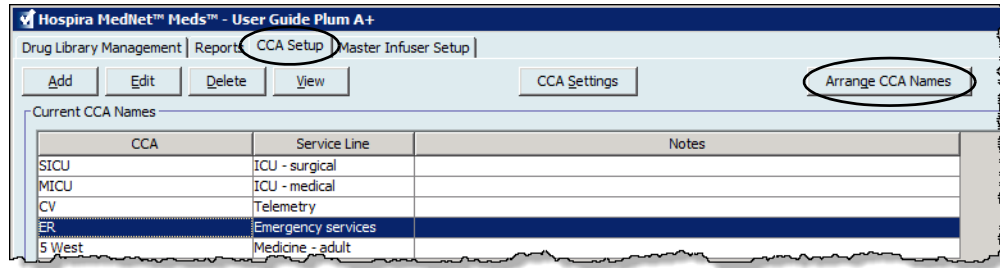 Hospira MedNet™ Meds™ - User Guide Plum A+
Drug Library Management Reports CCA Setup Master Infuser Setup
Add Edit Delete View CCA Settings Arrange CCA Names
Current CCA Names
CCA Service Line Notes
SICU ICU - surgical
MICU ICU - medical
CV Telemetry
ER Emergency services
5 West Medicine - adult